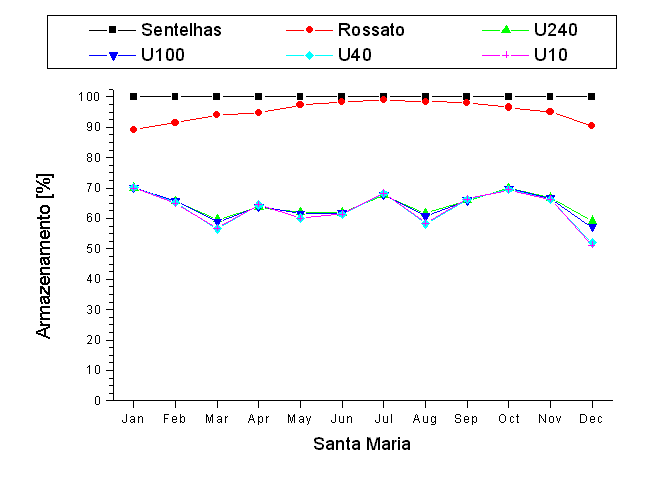 Sentelhas Rossato U240
U100 U40 U10
100
90
80
70
60
50
40
30
20
10
0
Armazenamento [%]
Jan Feb Mar Apr May Jun Jul Aug Sep Oct Nov Dec
Santa Maria